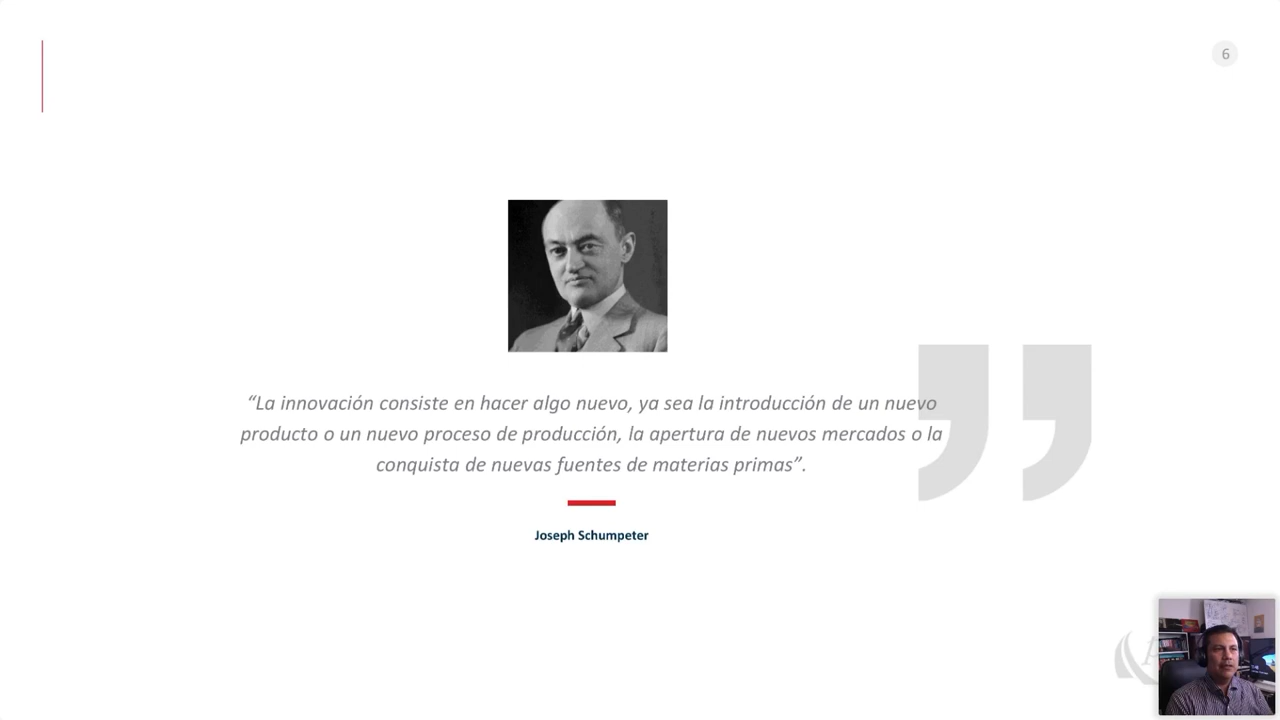 6
“La innovación consiste en hacer algo nuevo, ya sea la introducción de un nuevo
producto o un nuevo proceso de producción, la apertura de nuevos mercados o la
conquista de nuevas fuentes de materias primas”.
Joseph Schumpeter